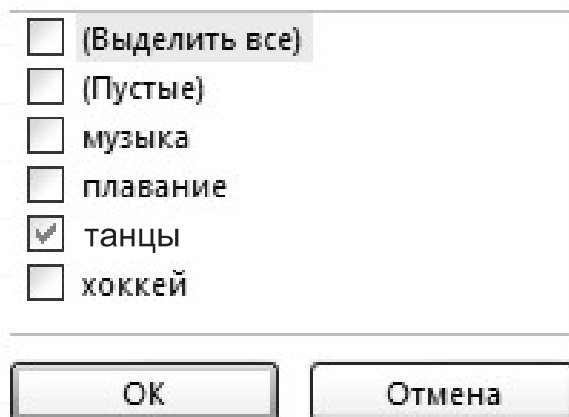 (Выделить все)
(Пустые)
музыка
плавание
танцы
хоккей
ОК Отмена